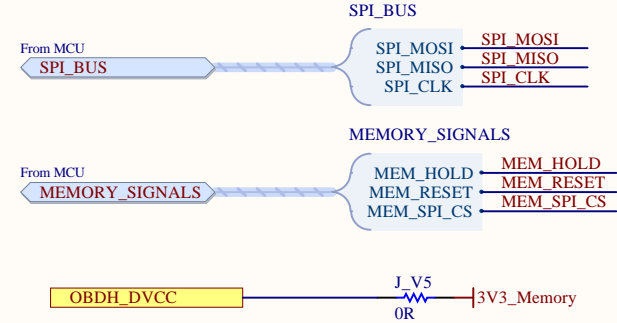 SPI_BUS
From MCU
SPI_BUS
SPI_MOSI SPI_MOSI
SPI_MISO SPI_MISO
SPI_CLK SPI_CLK
MEMORY_SIGNALS
From MCU
MEMORY_SIGNALS
MEM_HOLD MEM_HOLD
MEM_RESET MEM_RESET
MEM_SPI_CS MEM_SPI_CS
J_V5
OBDH_DVCC 3V3_Memory
0R